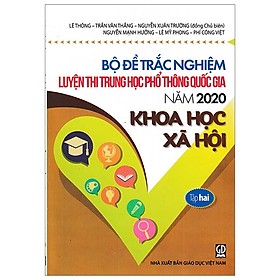 LÊ THÔNG - TRẦN VĂN THẮNG - NGUYỄN XUÂN TRƯỜNG (đồng Chủ biên)
NGUYỄN MẠNH HƯỞNG - LÊ MỸ PHONG - PHÍ CÔNG VIỆT
BỘ ĐỀ TRẮC NGHIỆM
LUYỆN THI TRUNG HỌC PHỔ THÔNG QUỐC GIA
NĂM 2020
KHOA HỌC
XÃ HỘI
Tập hai
NHÀ XUẤT BẢN GIÁO DỤC VIỆT NAM